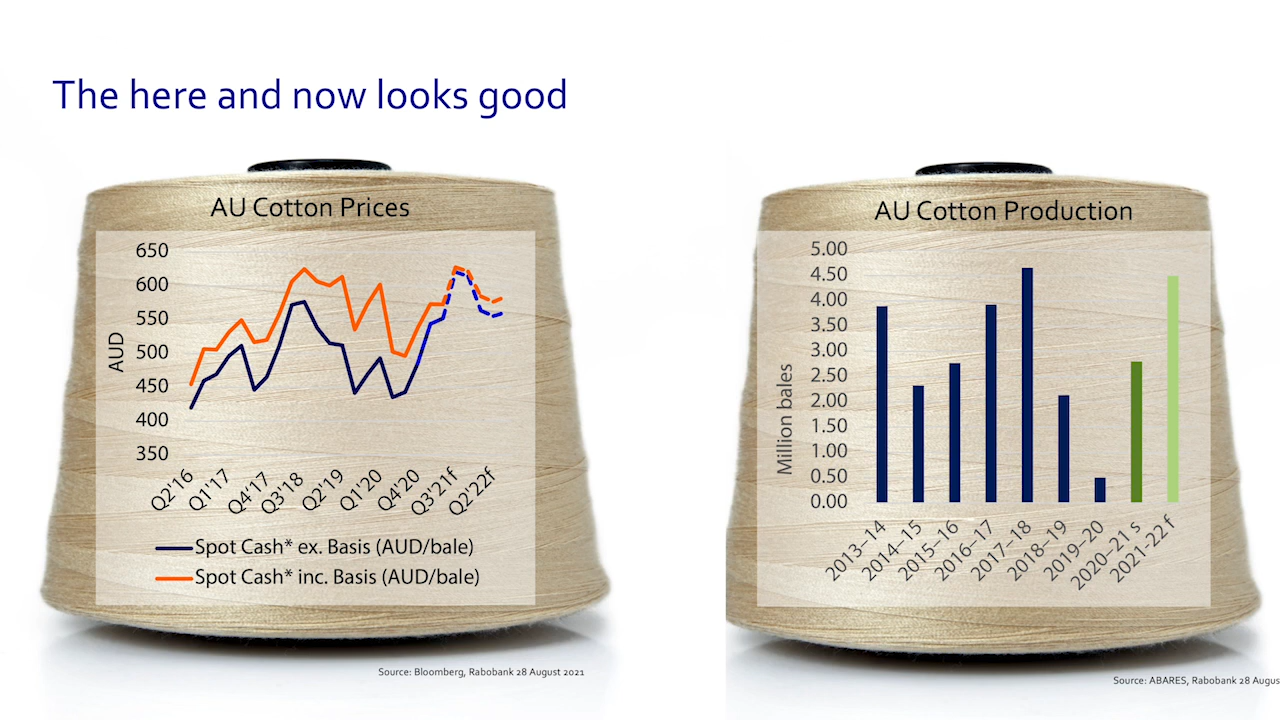 The here and now looks good
AU Cotton Prices
650
600
550
500
450
400
350
AUD
Q2'16
Q1'17
Q4'17
Q3'18
Q2'19
Q1'20
Q4'20
Q3'21f
Q2'22f
Spot Cash* ex. Basis (AUD/bale)
Spot Cash* inc. Basis (AUD/bale)
Source: Bloomberg, Rabobank 28 August 2021
AU Cotton Production
5.00
4.50
4.00
3.50
3.00
2.50
2.00
1.50
1.00
0.50
0.00
Million bales
2013–14
2014–15
2015–16
2016–17
2017–18
2018–19
2019–20
2020–21 s
2021-22 f
Source: ABARES, Rabobank 28 Augus